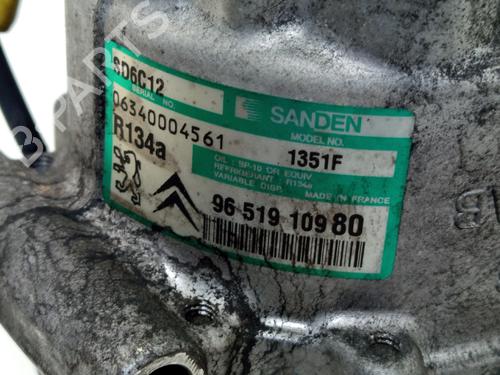 SD6C12
SERIAL NO.
06340004561
R134a
SANDEN
MODEL NO.
1351F
OIL : SP-10 OR EQUIV.
REFRIGERANT : R134a
VARIABLE DISP. MADE IN FRANCE
96 519 109 80